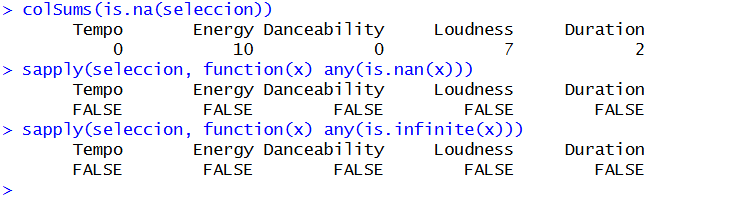 > colSums(is.na(seleccion))
Tempo Energy Danceability Loudness Duration
0 10 0 7 2
> sapply(seleccion, function(x) any(is.nan(x)))
Tempo Energy Danceability Loudness Duration
FALSE FALSE FALSE FALSE FALSE
> sapply(seleccion, function(x) any(is.infinite(x)))
Tempo Energy Danceability Loudness Duration
FALSE FALSE FALSE FALSE FALSE
>